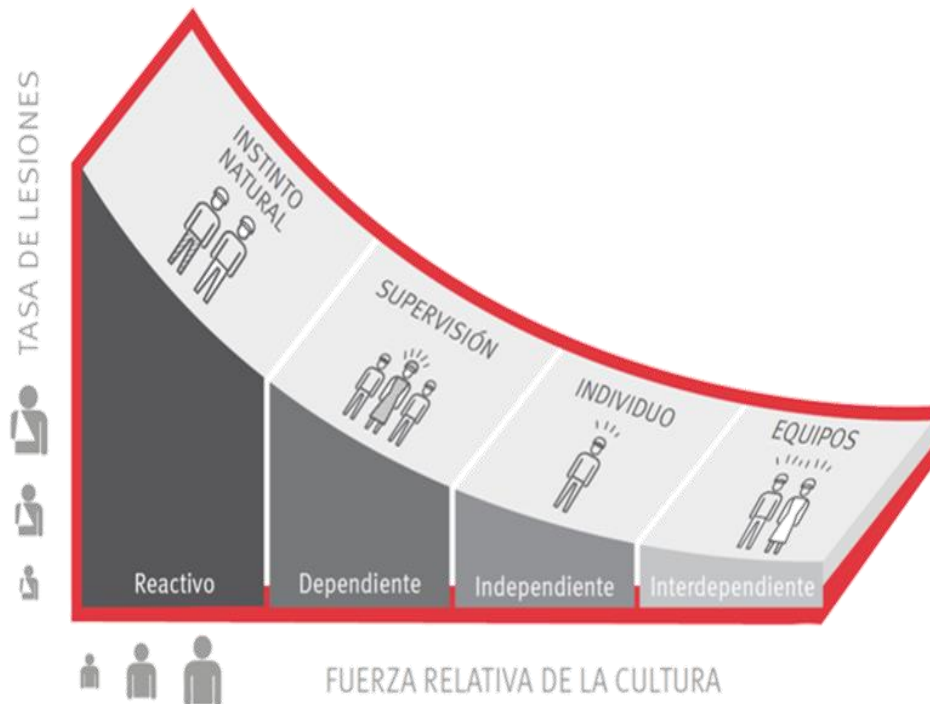 TASA DE LESIONES
INSTINTO
NATURAL
SUPERVISIÓN
INDIVIDUO
EQUIPOS
Reactivo
Dependiente
Independiente
Interdependiente
FUERZA RELATIVA DE LA CULTURA